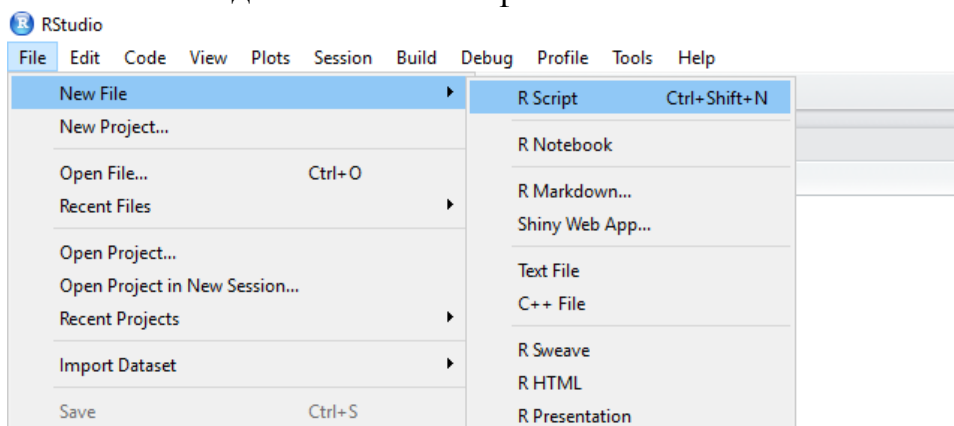 RStudio
File Edit Code View Plots Session Build Debug Profile Tools Help
New File
New Project...
Open File... Ctrl+O
Recent Files
Open Project...
Open Project in New Session...
Recent Projects
Import Dataset
Save Ctrl+S
R Script Ctrl+Shift+N
R Notebook
R Markdown...
Shiny Web App...
Text File
C++ File
R Sweave
R HTML
R Presentation